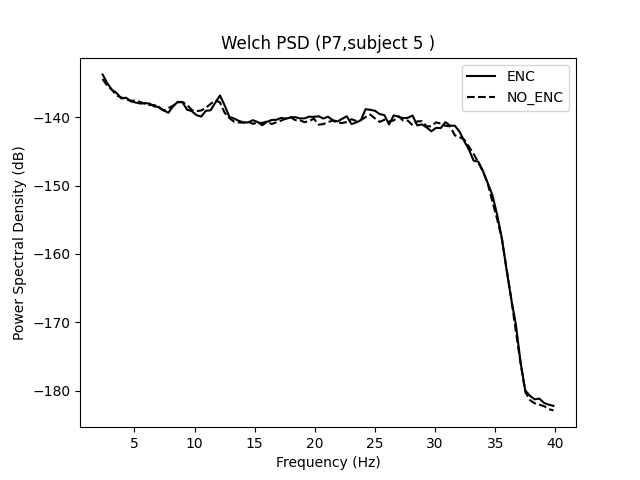 Welch PSD (P7,subject 5 )
ENC
NO_ENC
Power Spectral Density (dB)
−140
−150
−160
−170
−180
5 10 15 20 25 30 35 40
Frequency (Hz)